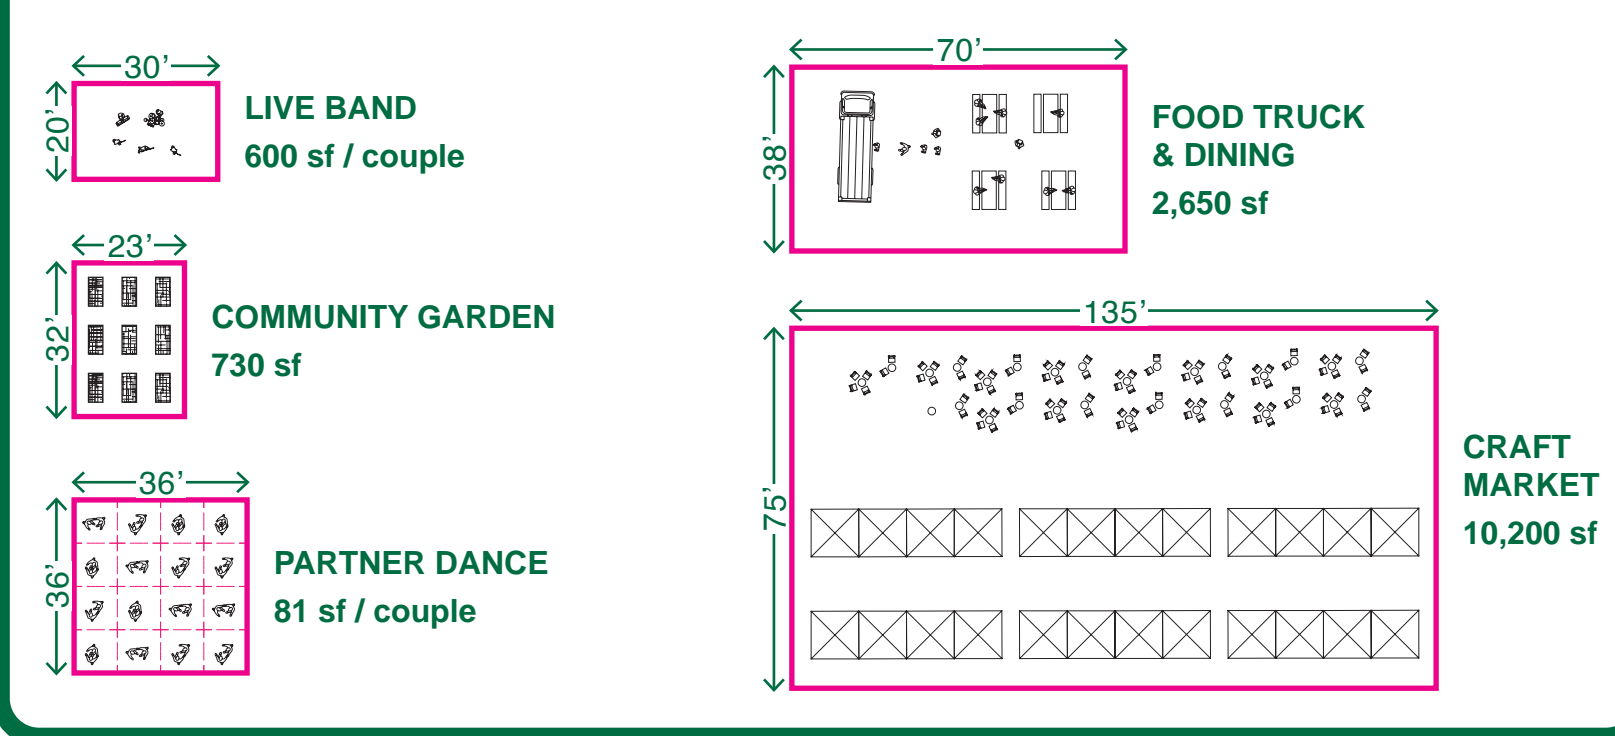 30’
20’
LIVE BAND
600 sf / couple
23’
32’
COMMUNITY GARDEN
730 sf
36’
36’
PARTNER DANCE
81 sf / couple
70’
38’
FOOD TRUCK
& DINING
2,650 sf
135’
75’
CRAFT
MARKET
10,200 sf